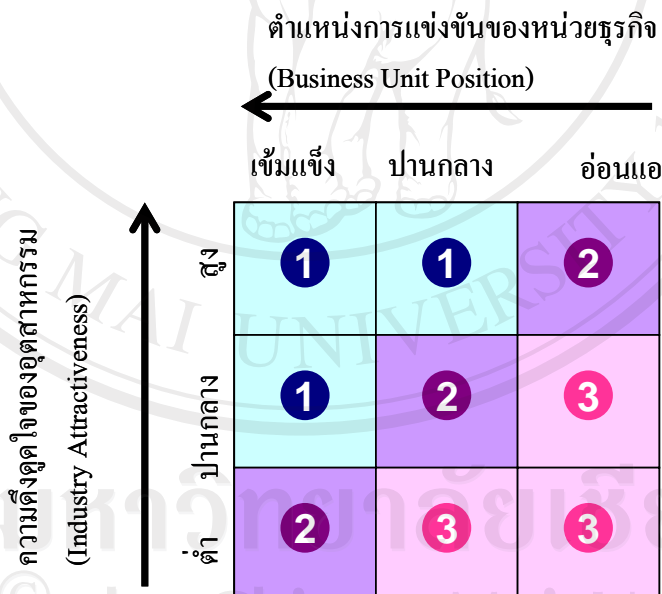 ตำแหน่งการแข่งขันของหน่วยธุรกิจ
(Business Unit Position)
เข้มแข็ง ปานกลาง อ่อนแอ
ความดึงดูดใจของอุตสาหกรรม
(Industry Attractiveness)
สูง 1 1 2
ปานกลาง 1 2 3
ต่ำ 2 3 3